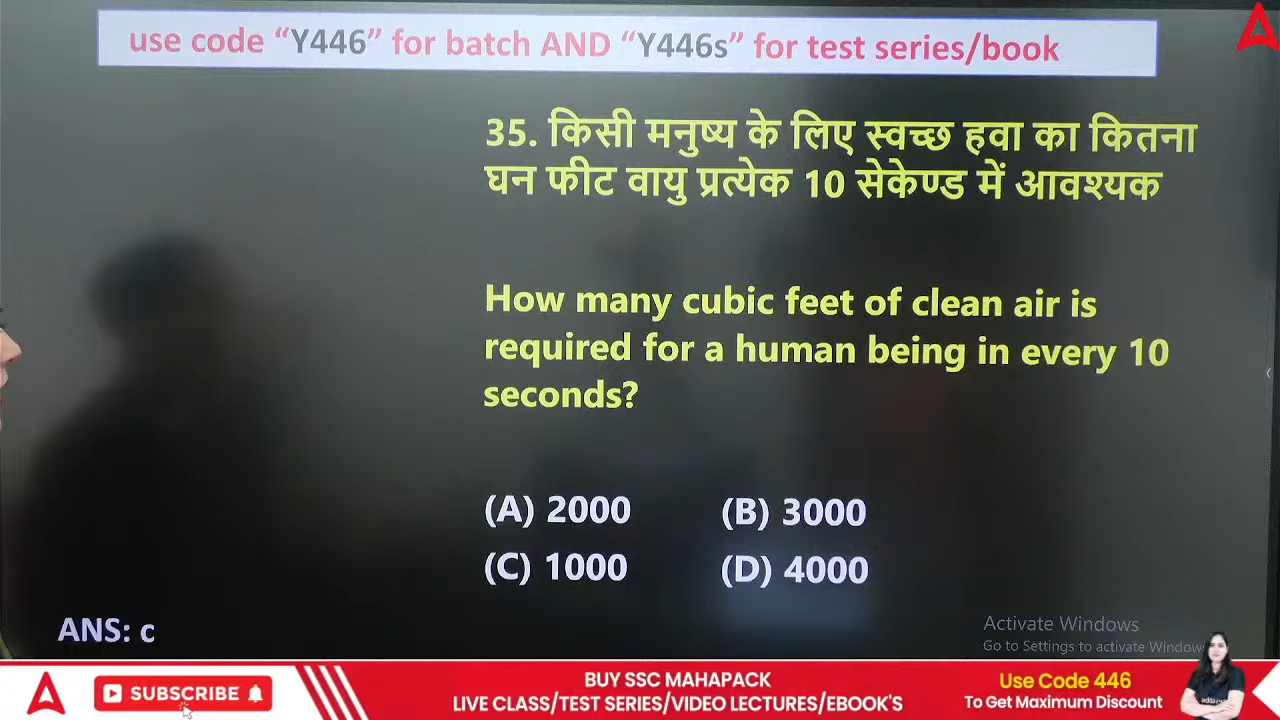 use code “Y446” for batch AND “Y446s” for test series/book
35. किसी मनुष्य के लिए स्वच्छ हवा का कितना
घन फीट वायु प्रत्येक 10 सेकेण्ड में आवश्यक
How many cubic feet of clean air is
required for a human being in every 10
seconds?
(A) 2000 (B) 3000
(C) 1000 (D) 4000
ANS: c
Activate Windows
Go to Settings to activate Window
SUBSCRIBE
BUY SSC MAHAPACK
LIVE CLASS/TEST SERIES/VIDEO LECTURES/EBOOK'S
Use Code 446
To Get Maximum Discount